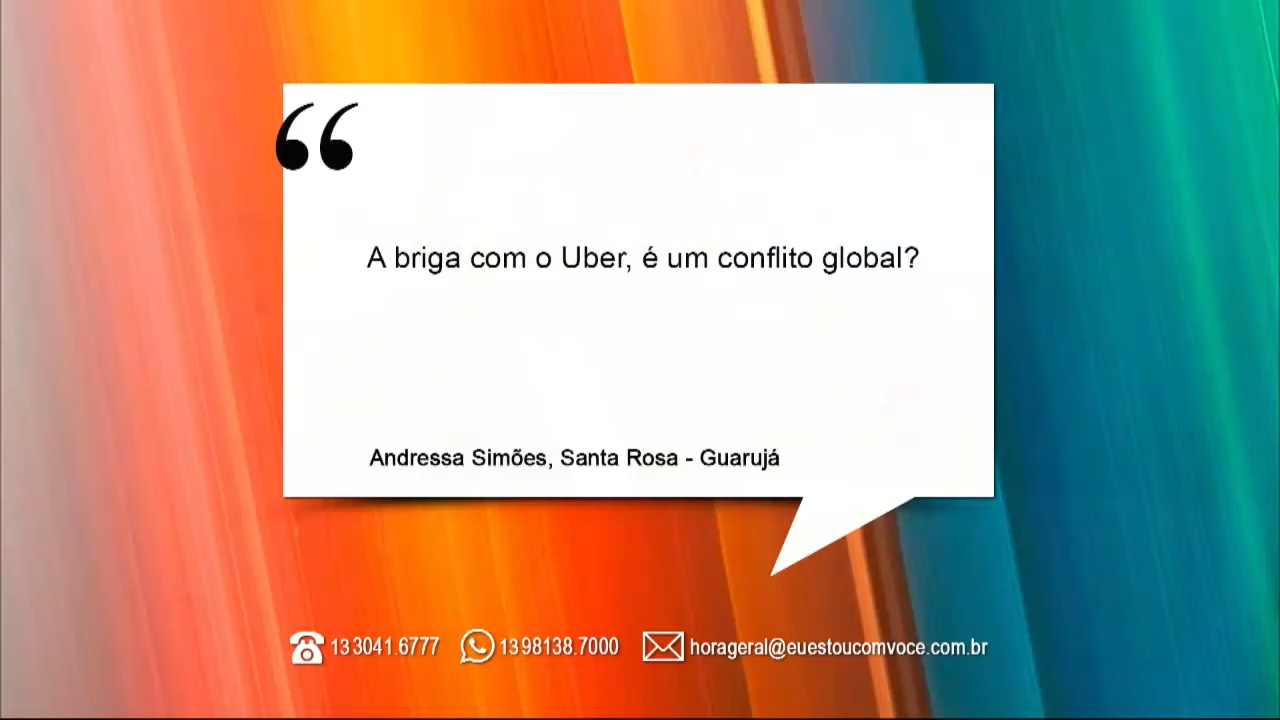 “
A briga com o Uber, é um conflito global?
Andressa Simões, Santa Rosa - Guarujá
13 3041.6777 13 98138.7000 horageral@euestoucomvoce.com.br